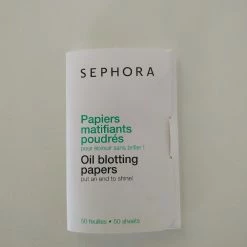 SEPHORA
Papiers
matifiants
poudrés
pour éblouir sans briller !
Oil blotting
papers
put an end to shine!
50 feuilles • 50 sheets